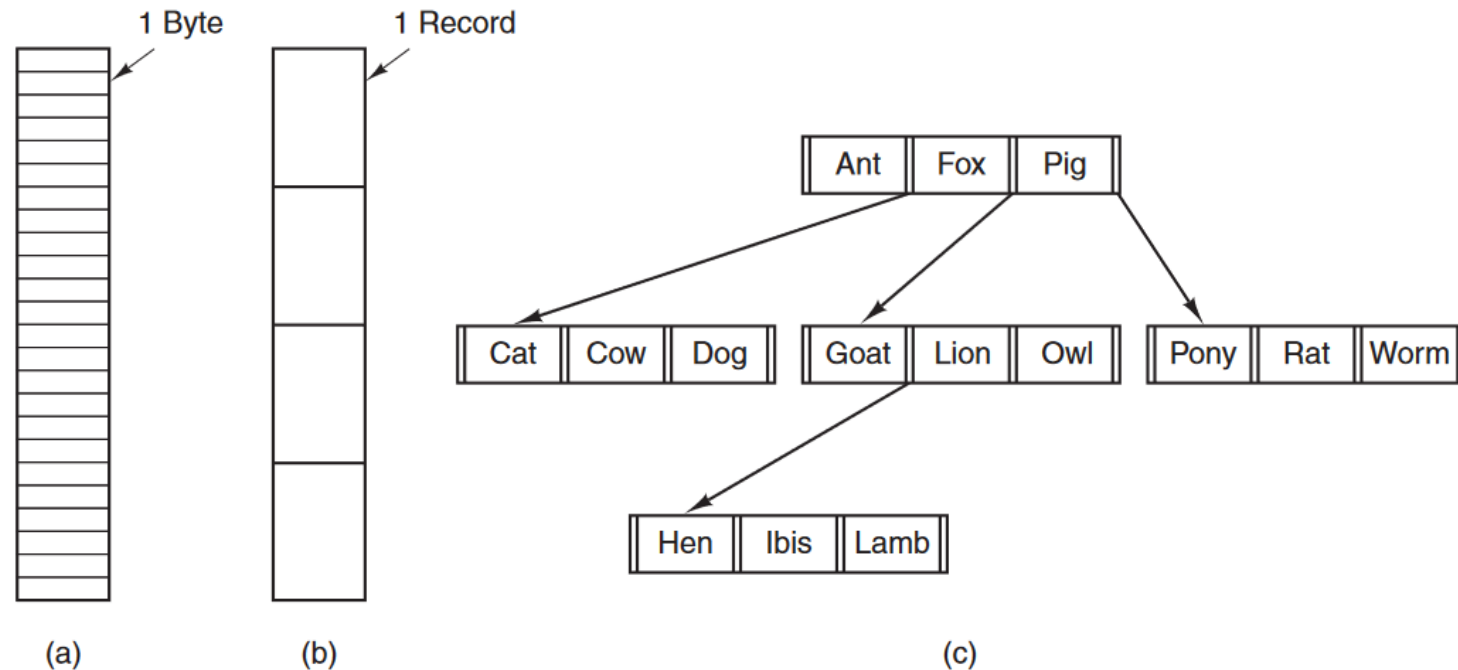 1 Byte
1 Record
Ant Fox Pig
Cat Cow Dog
Goat Lion Owl
Pony Rat Worm
Hen Ibis Lamb
(a)
(b)
(c)